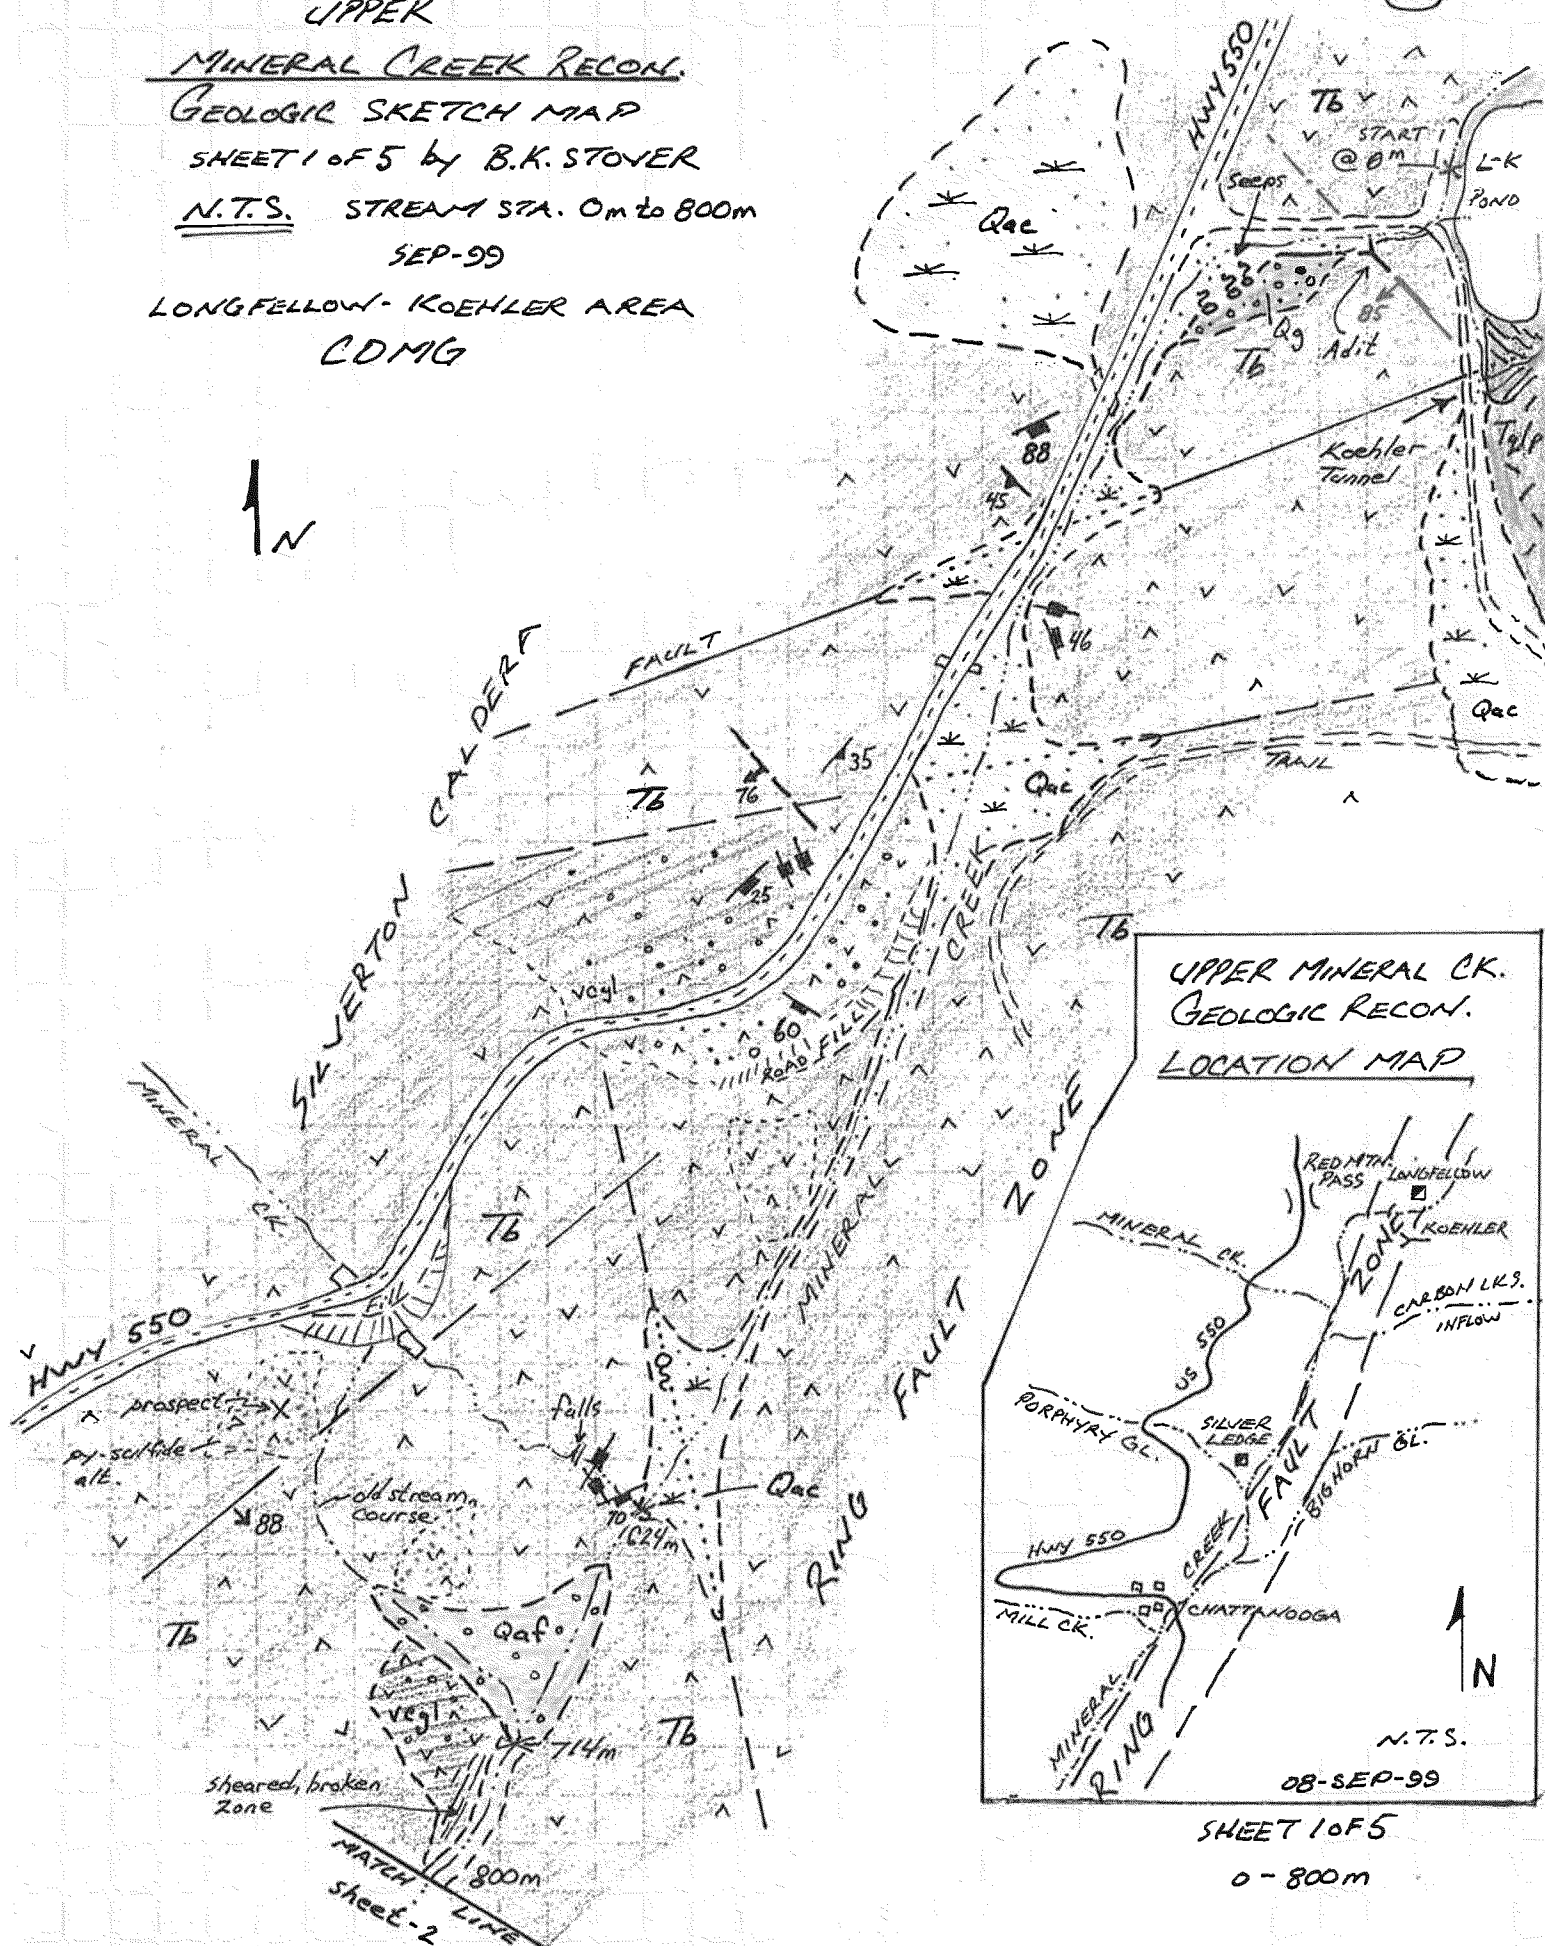 UPPER
MINERAL CREEK RECON.
GEOLOGIC SKETCH MAP
SHEET 1 OF 5 by B.K. STOVER
N.T.S. STREAM STA. 0m to 800m
SEP-99
LONGFELLOW - KOEHLER AREA
CDMG
N
HWY 550
Tb
START
@ 0m
L-K
POND
Seeps
Qac
Qg
Tb
85
Adit
Koehler
Tunnel
Tqlp
88
45
46
FAULT
Qac
TRAIL
SILVERTON CALDERA
35
76
Tb
Qac
25
vcgl
60
ROAD FILL
MINERAL CREEK
Tb
RING FAULT ZONE
MINERAL
CK.
Tb
Fill
HWY 550
prospect
py-sulfide
alt.
88
old stream
course
falls
Qac
70
624m
Tb
Qaf
vcgl
714m
Tb
sheared, broken
zone
800m
MATCH LINE
sheet-2
UPPER MINERAL CK.
GEOLOGIC RECON.
LOCATION MAP
RED MTN.
PASS
LONGFELLOW
KOEHLER
MINERAL CK.
CARBON LKS.
INFLOW
US 550
PORPHYRY GL.
SILVER
LEDGE
BIGHORN GL.
HWY 550
MILL CK.
CHATTANOOGA
MINERAL CREEK
RING FAULT ZONE
N
N.T.S.
08-SEP-99
SHEET 1 OF 5
0 - 800m